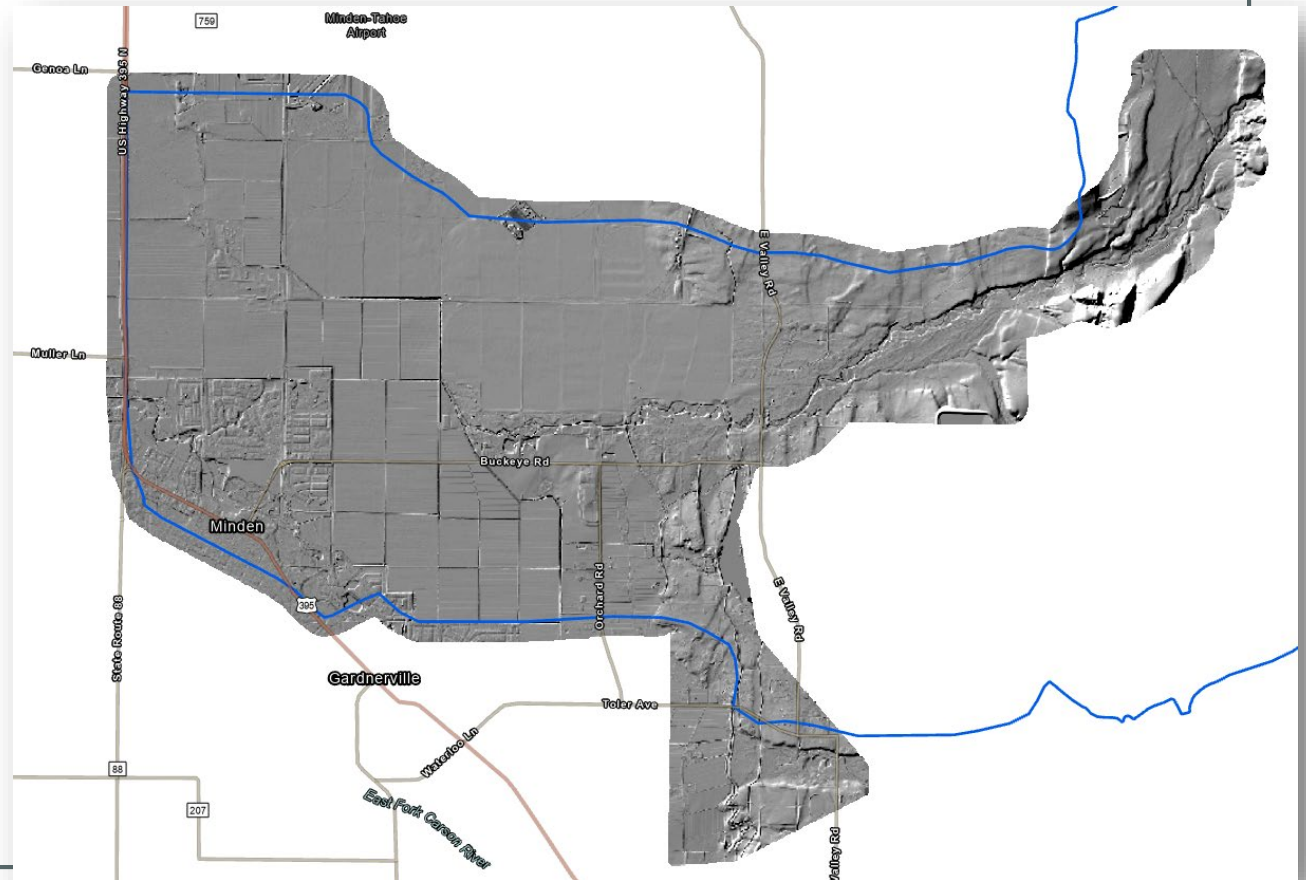 759
Minden-Tahoe
Airport
Genoa Ln
US Highway 395 N
E Valley Rd
Muller Ln
Buckeye Rd
Minden
395
Orchard Rd
E Valley Rd
State Route 88
Gardnerville
Toler Ave
Waterloo Ln
88
207
East Fork Carson River
Valley Rd